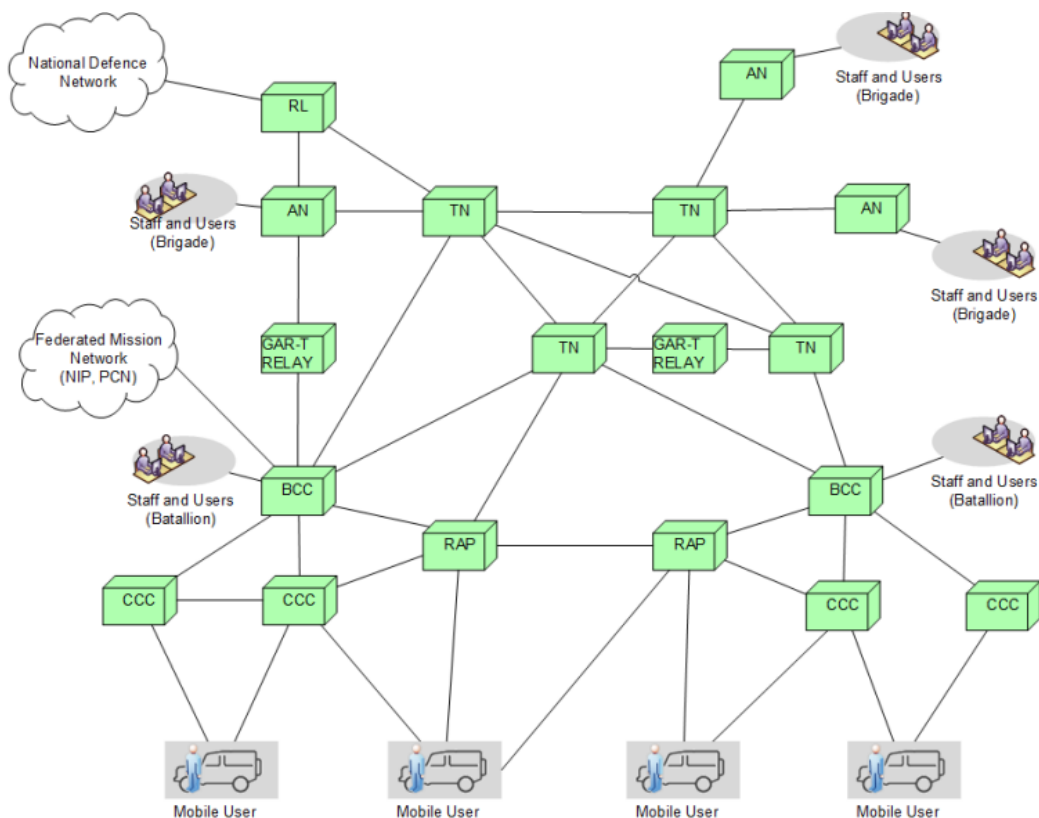 National Defence
Network
RL
AN
Staff and Users
(Brigade)
AN
Staff and Users
(Brigade)
TN
TN
AN
Staff and Users
(Brigade)
Federated Mission
Network
(NIP, PCN)
GAR-T
RELAY
TN
GAR-T
RELAY
TN
Staff and Users
(Batallion)
BCC
BCC
Staff and Users
(Batallion)
RAP
RAP
CCC
CCC
CCC
CCC
Mobile User
Mobile User
Mobile User
Mobile User